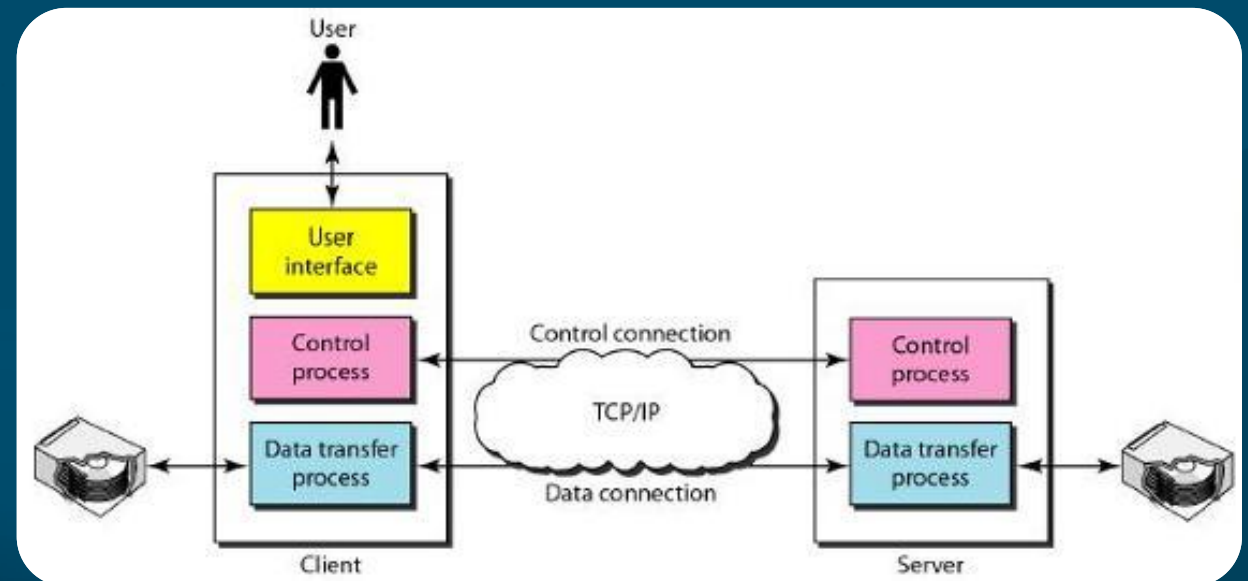 User
User
interface
Control connection
Control
process
Control
process
TCP/IP
Data transfer
process
Data transfer
process
Data connection
Client
Server